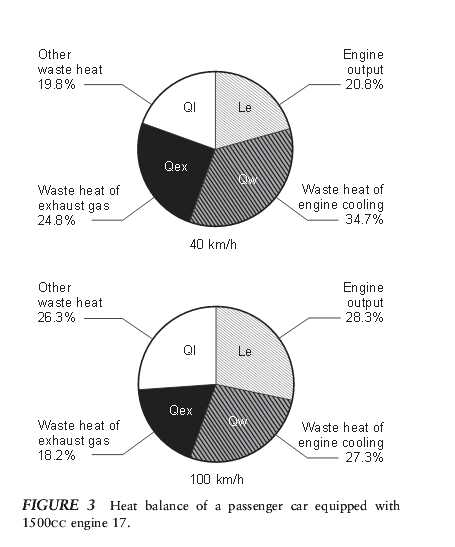 Other
waste heat
19.8%
Engine
output
20.8%
Ql
Le
Qex
Qw
Waste heat of
exhaust gas
24.8%
Waste heat of
engine cooling
34.7%
40 km/h
Other
waste heat
26.3%
Engine
output
28.3%
Ql
Le
Qex
Qw
Waste heat of
exhaust gas
18.2%
Waste heat of
engine cooling
27.3%
100 km/h
FIGURE 3 Heat balance of a passenger car equipped with
1500CC engine 17.